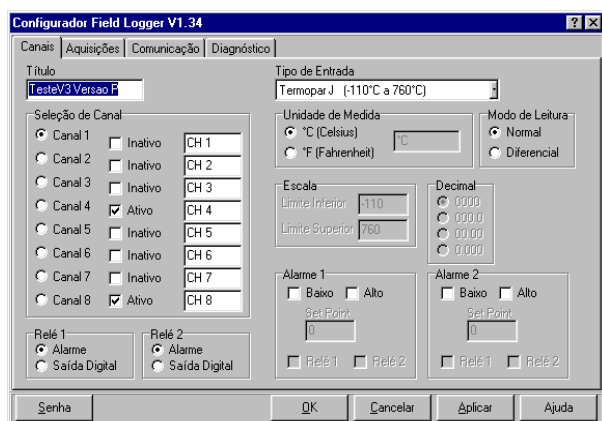 Configurador Field Logger V1.34
Canais Aquisições Comunicação Diagnóstico
Título
TesteV3 Versao P
Tipo de Entrada
Termopar J (-110°C a 760°C)
Seleção de Canal
Canal 1 Inativo CH 1
Canal 2 Inativo CH 2
Canal 3 Inativo CH 3
Canal 4 Ativo CH 4
Canal 5 Inativo CH 5
Canal 6 Inativo CH 6
Canal 7 Inativo CH 7
Canal 8 Ativo CH 8
Unidade de Medida
°C (Celsius) °C
°F (Fahrenheit)
Modo de Leitura
Normal
Diferencial
Escala
Limite Inferior -110
Limite Superior 760
Decimal
0000
000.0
00.00
0.000
Alarme 1
Baixo Alto
Set Point
0
Relé 1 Relé 2
Alarme 2
Baixo Alto
Set Point
0
Relé 1 Relé 2
Relé 1
Alarme
Saída Digital
Relé 2
Alarme
Saída Digital
Senha OK Cancelar Aplicar Ajuda